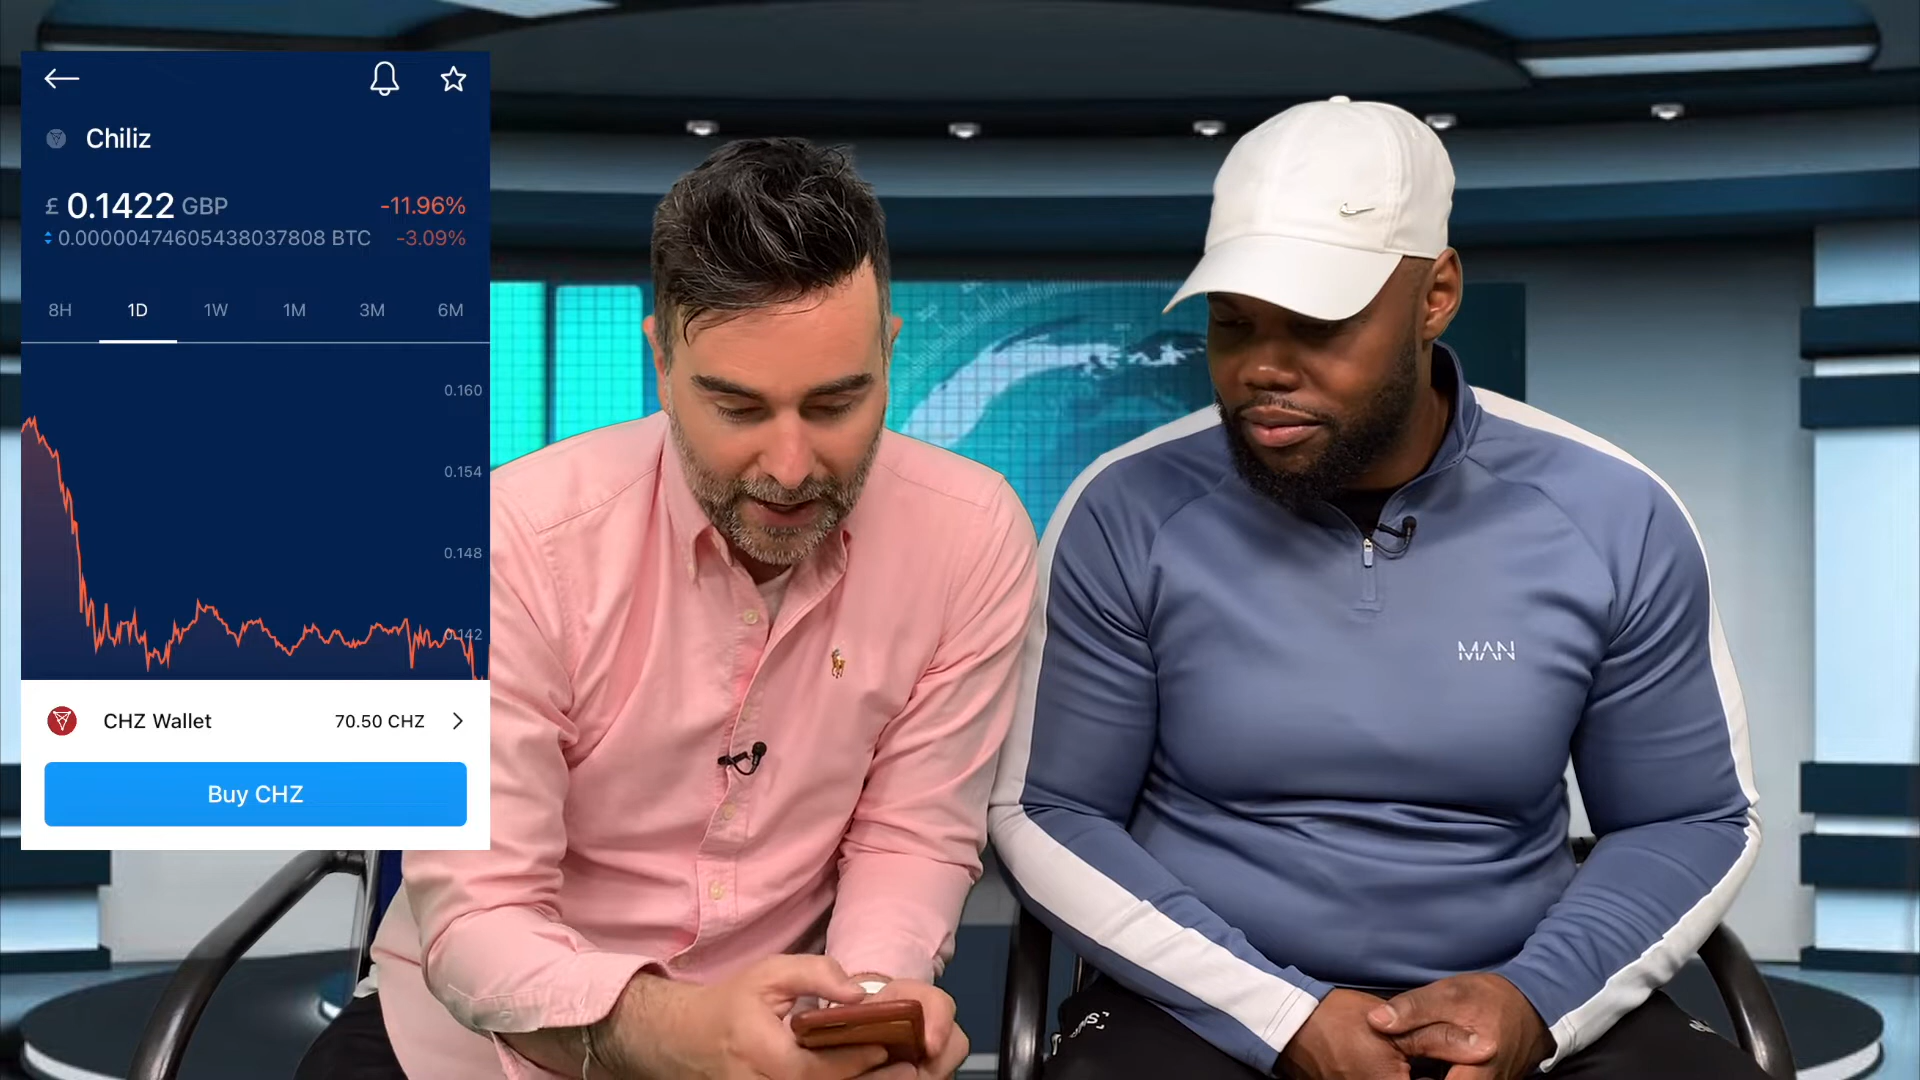 Chiliz
£ 0.1422 GBP -11.96%
0.00000474605438037808 BTC -3.09%
8H 1D 1W 1M 3M 6M
0.160
0.154
0.148
0.142
CHZ Wallet 70.50 CHZ
Buy CHZ
MAN